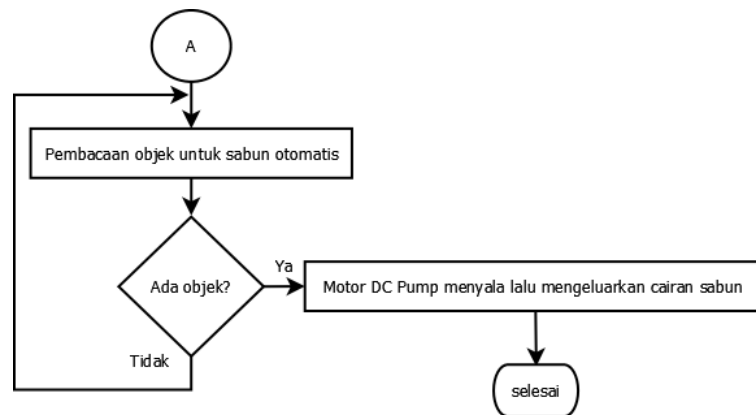 A
Pembacaan objek untuk sabun otomatis
Ada objek?
Ya
Motor DC Pump menyala lalu mengeluarkan cairan sabun
Tidak
selesai